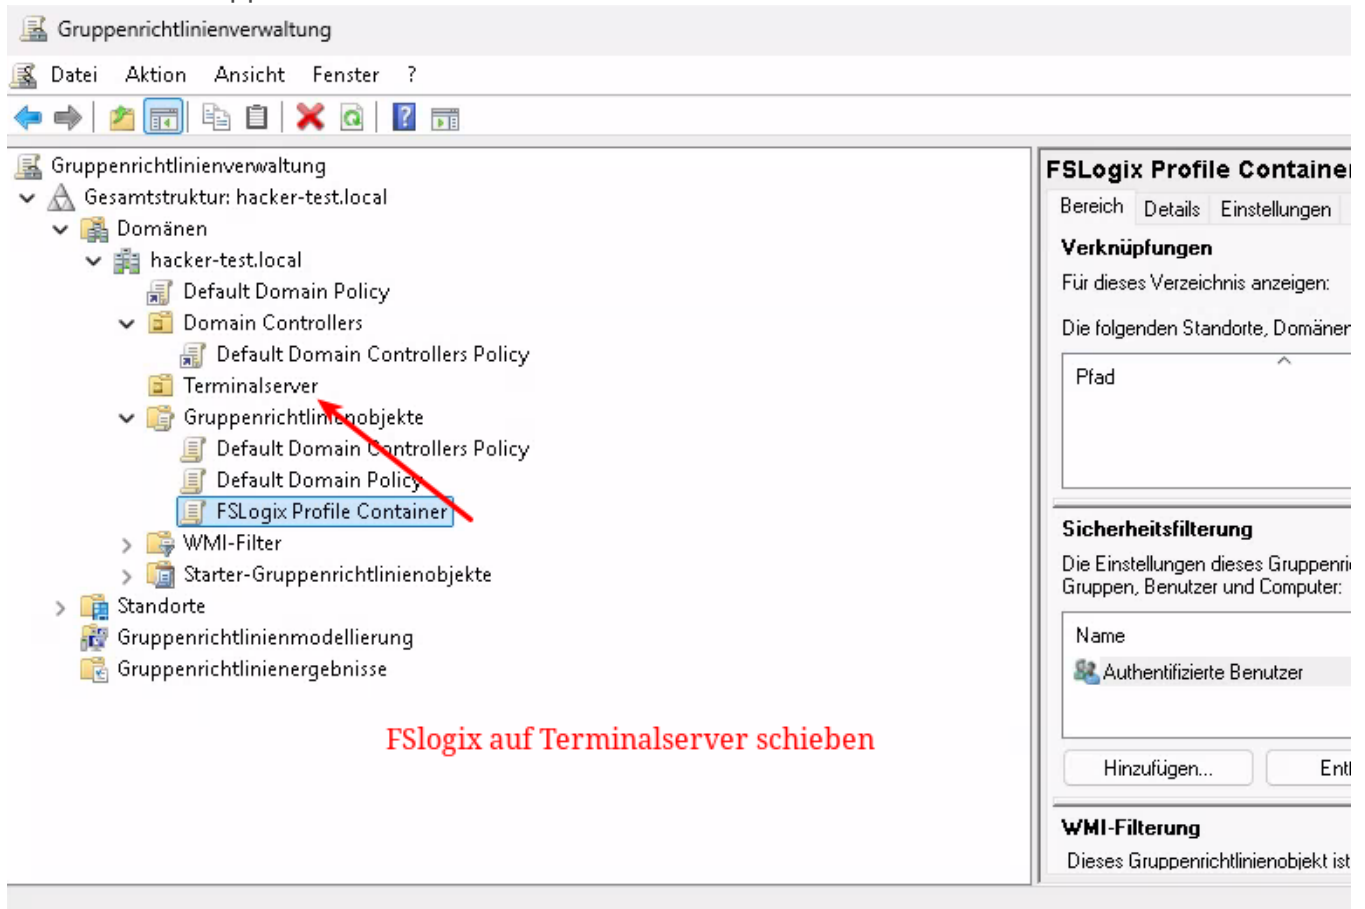 Gruppenrichtlinienverwaltung
Datei Aktion Ansicht Fenster ?
Gruppenrichtlinienverwaltung
Gesamtstruktur: hacker-test.local
Domänen
hacker-test.local
Default Domain Policy
Domain Controllers
Default Domain Controllers Policy
Terminalserver
Gruppenrichtlinienobjekte
Default Domain Controllers Policy
Default Domain Policy
FSLogix Profile Container
WMI-Filter
Starter-Gruppenrichtlinienobjekte
Standorte
Gruppenrichtlinienmodellierung
Gruppenrichtlinienergebnisse
FSlogix auf Terminalserver schieben
FSLogix Profile Container
Bereich Details Einstellungen
Verknüpfungen
Für dieses Verzeichnis anzeigen:
Die folgenden Standorte, Domänen
Pfad
Sicherheitsfilterung
Die Einstellungen dieses Gruppenri
Gruppen, Benutzer und Computer:
Name
Authentifizierte Benutzer
Hinzufügen... Entf
WMI-Filterung
Dieses Gruppenrichtlinienobjekt ist